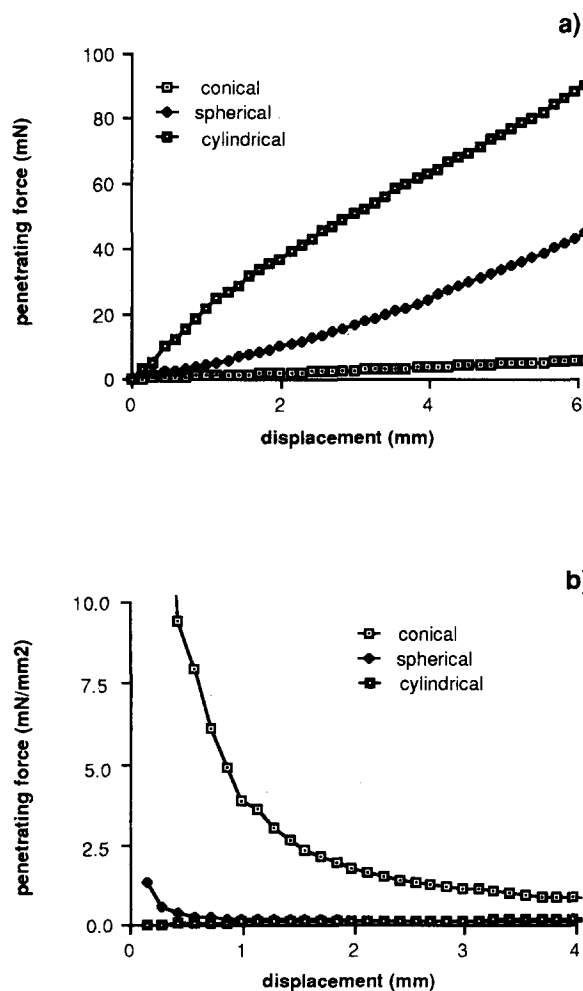 a)
100
80
60
40
20
0
penetrating force (mN)
conical
spherical
cylindrical
0 2 4 6
displacement (mm)
b)
10.0
7.5
5.0
2.5
0.0
penetrating force (mN/mm2)
conical
spherical
cylindrical
0 1 2 3 4
displacement (mm)